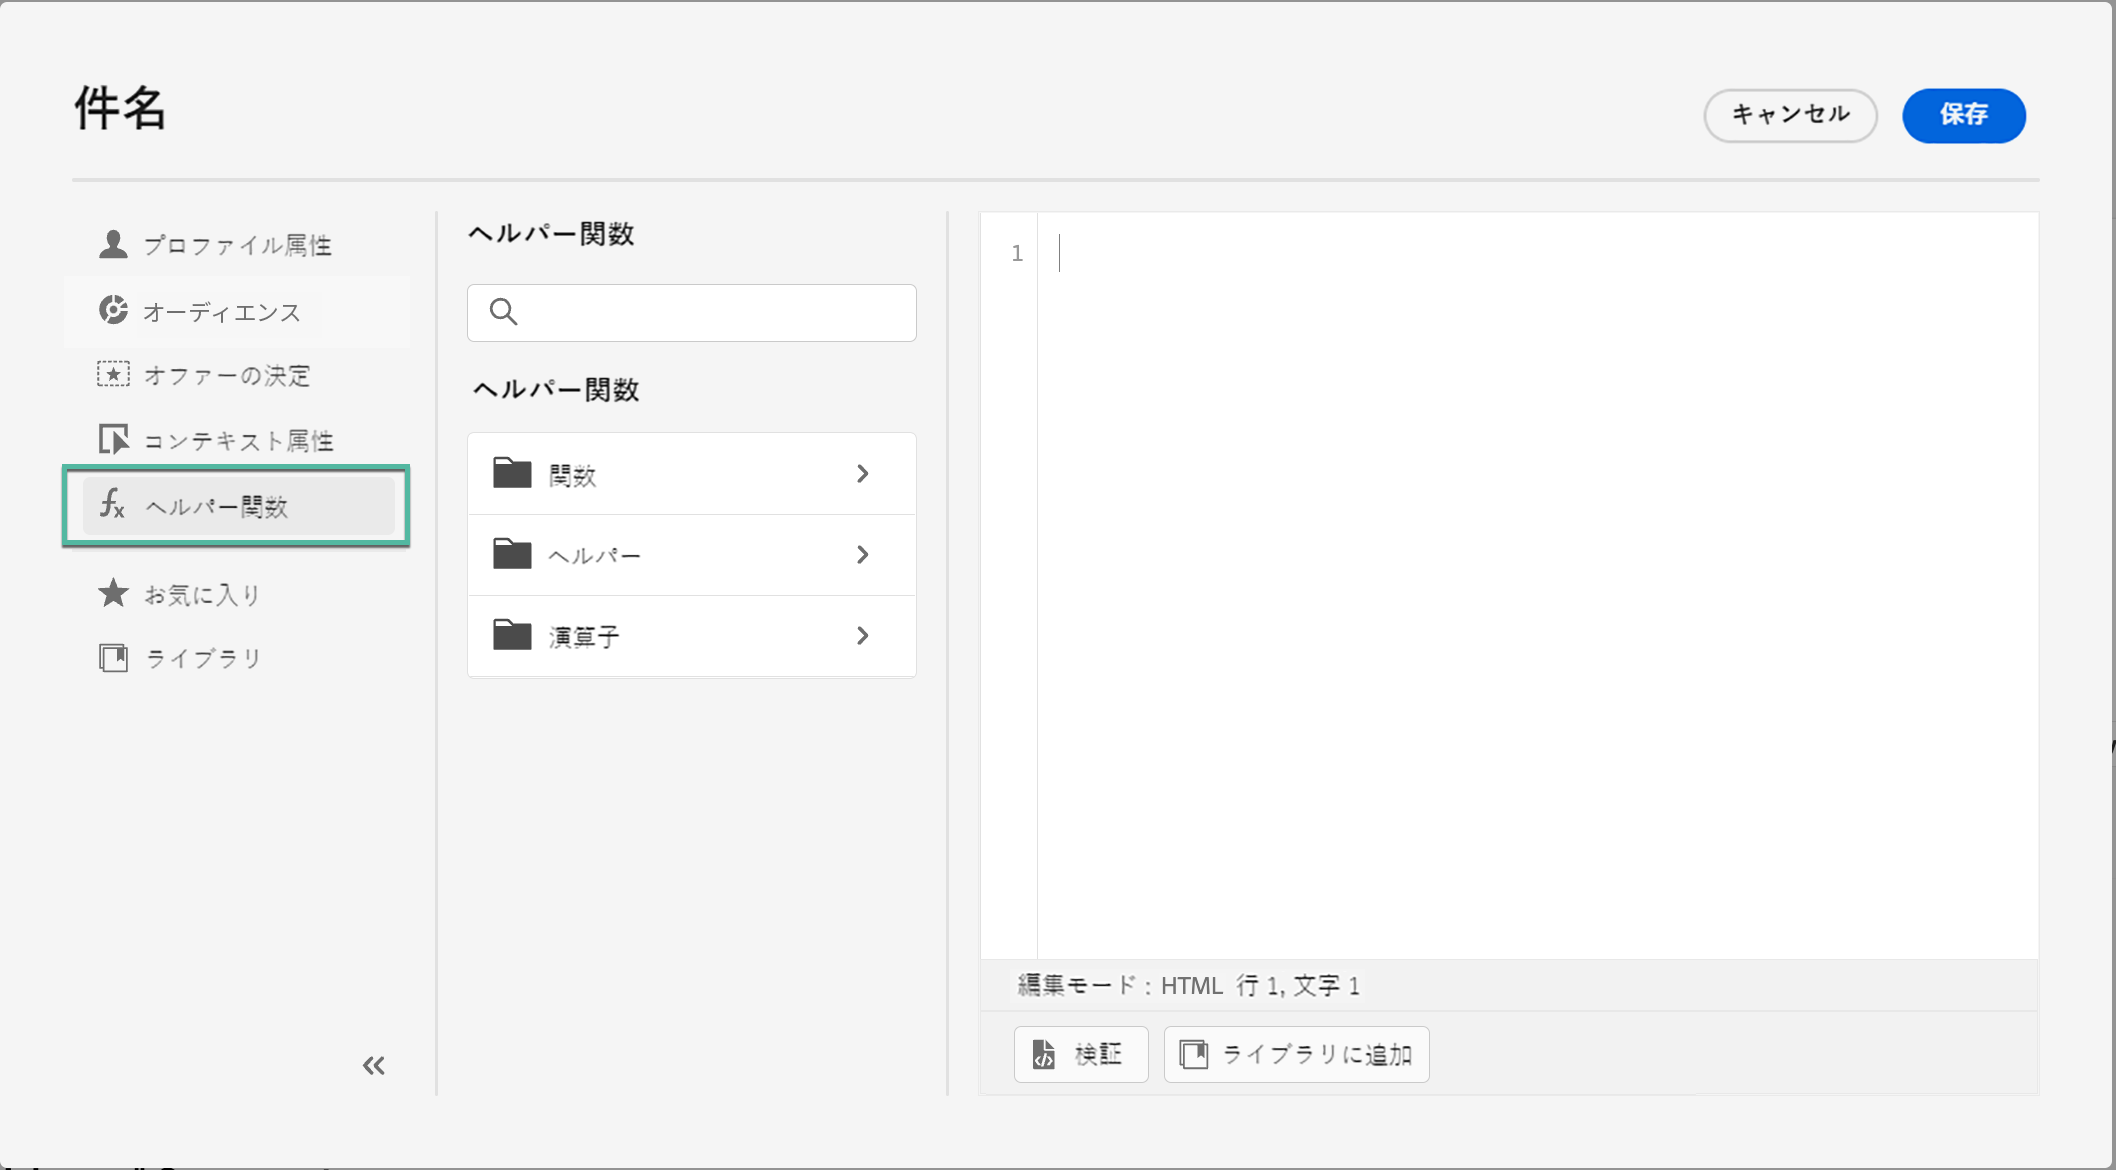 件名
キャンセル
保存
プロファイル属性
オーディエンス
オファーの決定
コンテキスト属性
ヘルパー関数
お気に入り
ライブラリ
ヘルパー関数
ヘルパー関数
関数
ヘルパー
演算子
1
編集モード : HTML 行 1, 文字 1
検証
ライブラリに追加